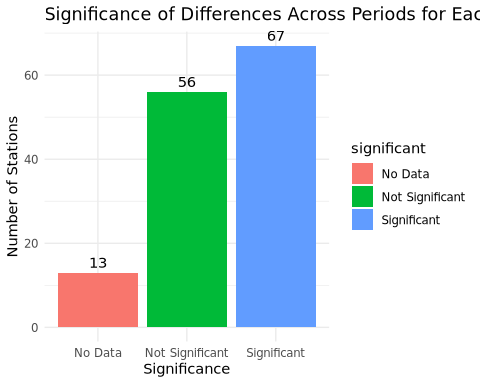 Significance of Differences Across Periods for Eac
67
60
56
significant
No Data
Not Significant
Significant
Number of Stations
40
20
13
0
No Data Not Significant Significant
Significance